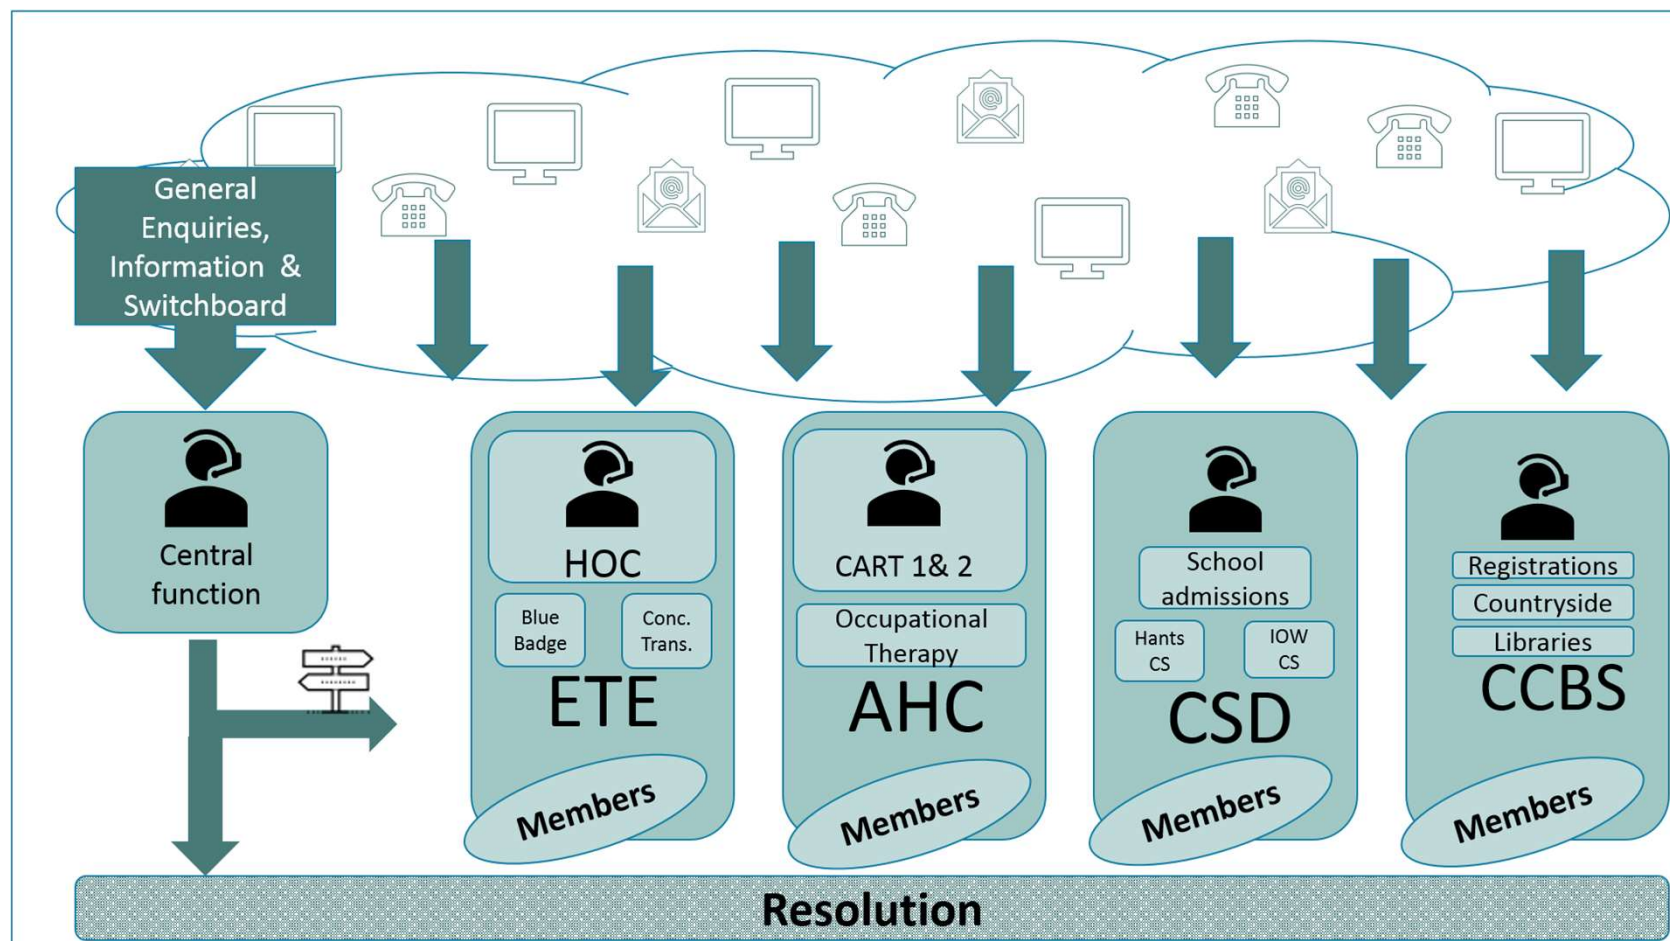 General
Enquiries,
Information &
Switchboard
Central
function
HOC
Blue
Badge
Conc.
Trans.
ETE
Members
CART 1& 2
Occupational
Therapy
AHC
Members
School
admissions
Hants
CS
IOW
CS
CSD
Members
Registrations
Countryside
Libraries
CCBS
Members
Resolution